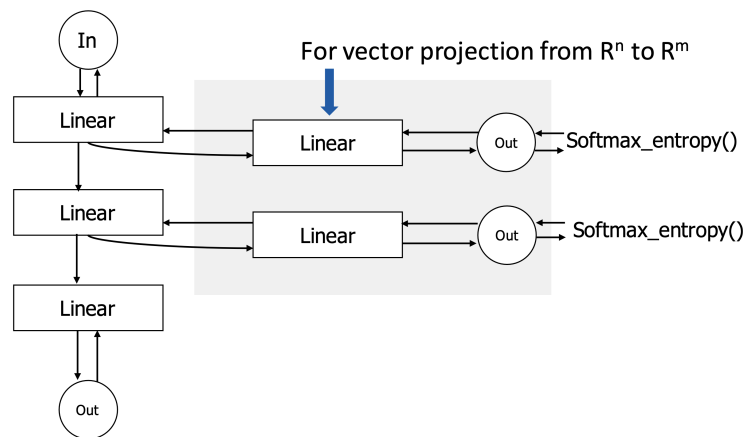 In
For vector projection from Rⁿ to Rᵐ
Linear
Linear
Out
Softmax_entropy()
Linear
Linear
Out
Softmax_entropy()
Linear
Out